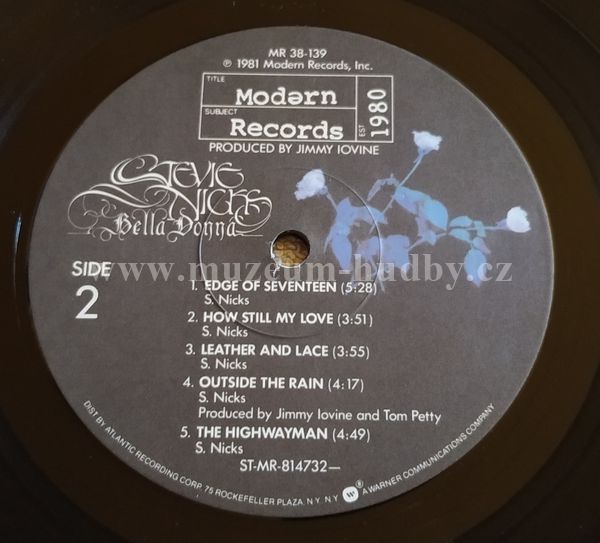 MR 38-139
℗ 1981 Modern Records, Inc.
TITLE
Modərn
SUBJECT
Records
EST 1980
PRODUCED BY JIMMY IOVINE
STEVIE
NICKS
Bella Donna
www.muzeum-hudby.cz
SIDE
2
1. EDGE OF SEVENTEEN (5:28)
S. Nicks
2. HOW STILL MY LOVE (3:51)
S. Nicks
3. LEATHER AND LACE (3:55)
S. Nicks
4. OUTSIDE THE RAIN (4:17)
S. Nicks
Produced by Jimmy Iovine and Tom Petty
5. THE HIGHWAYMAN (4:49)
S. Nicks
ST-MR-814732—
DIST BY ATLANTIC RECORDING CORP. 75 ROCKEFELLER PLAZA, N.Y. N.Y. W ® A WARNER COMMUNICATIONS COMPANY